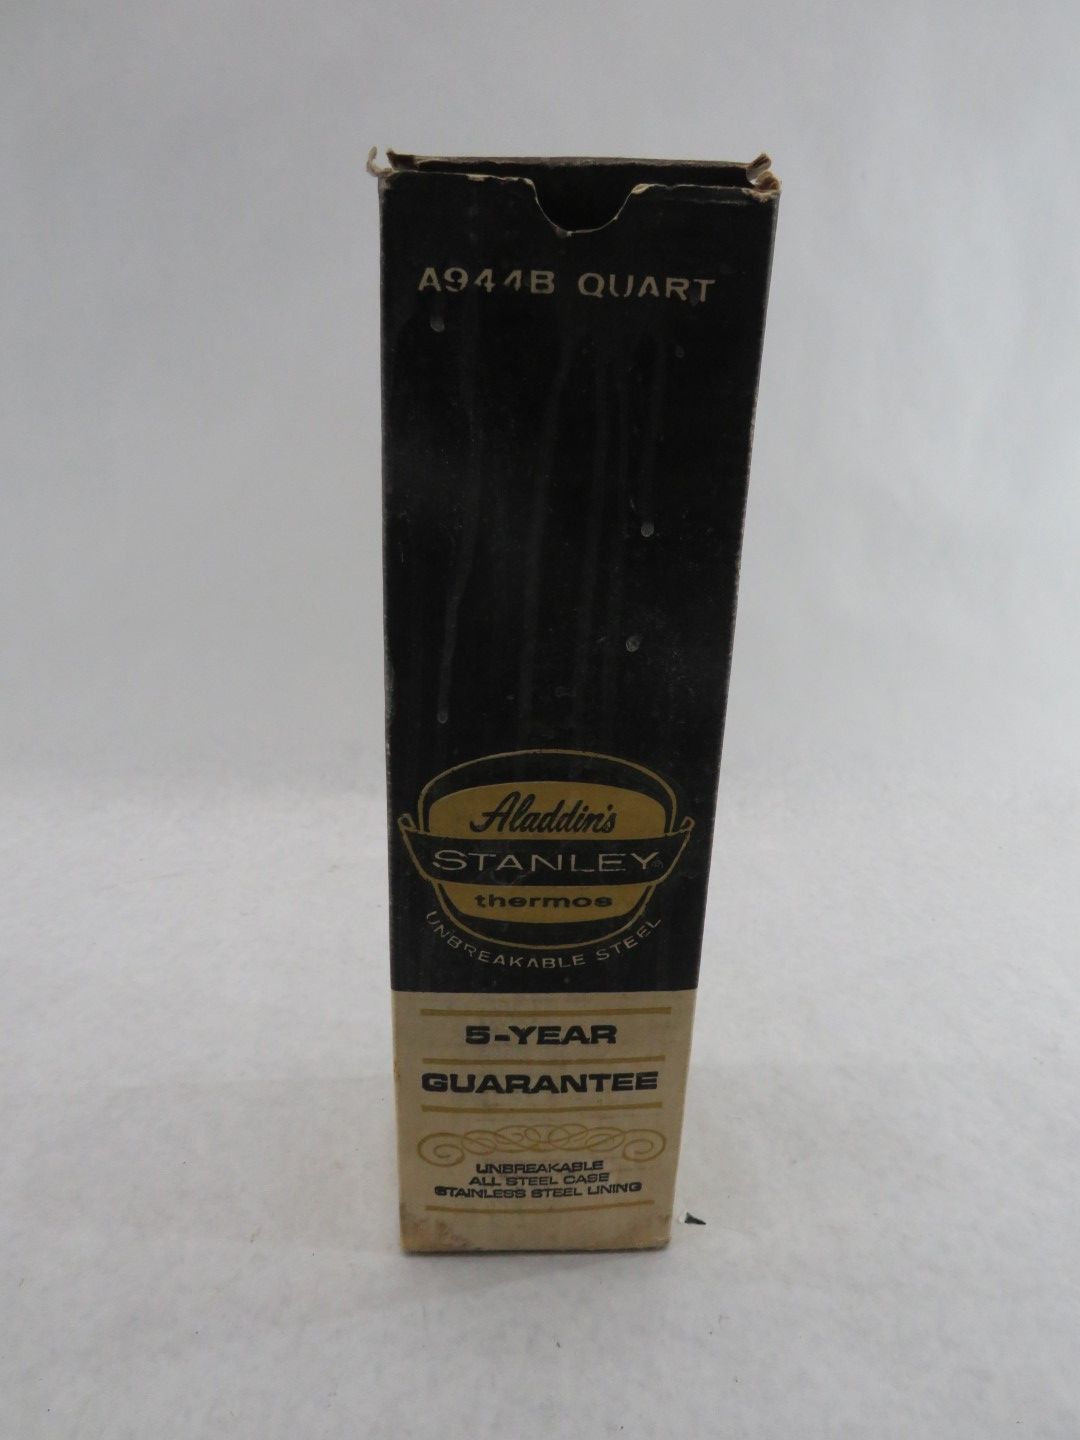 A944B QUART
Aladdin's
STANLEY®
thermos
UNBREAKABLE STEEL
5-YEAR
GUARANTEE
UNBREAKABLE
ALL STEEL CASE
STAINLESS STEEL LINING